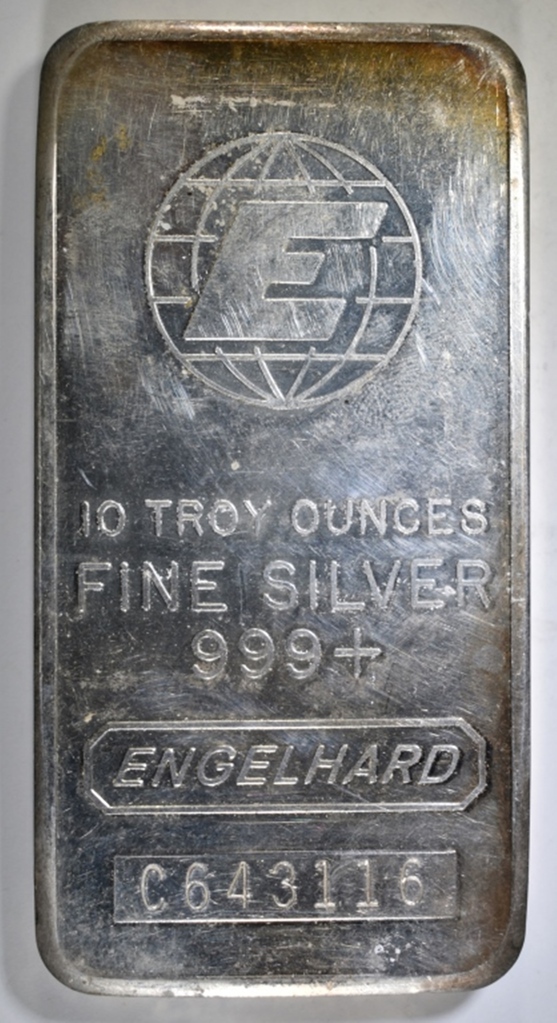 E
10 TROY OUNCES
FINE SILVER
999+
ENGELHARD
C643116